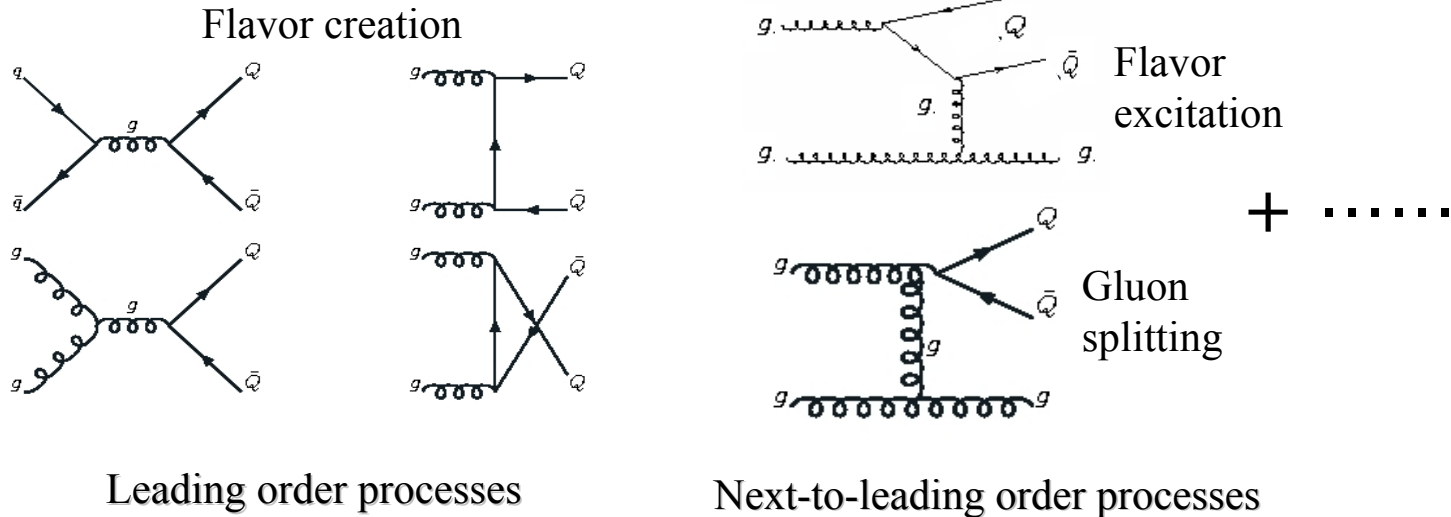 Flavor creation
q
Q
g
q̄
Q̄
g
Q
g
Q̄
g
Q
g
g
Q̄
g
Q̄
g
Q
Leading order processes
g.
Q
Q̄
Flavor
excitation
g.
g.
g.
+ ......
g
Q
Q̄
Gluon
splitting
g
g
g
Next-to-leading order processes